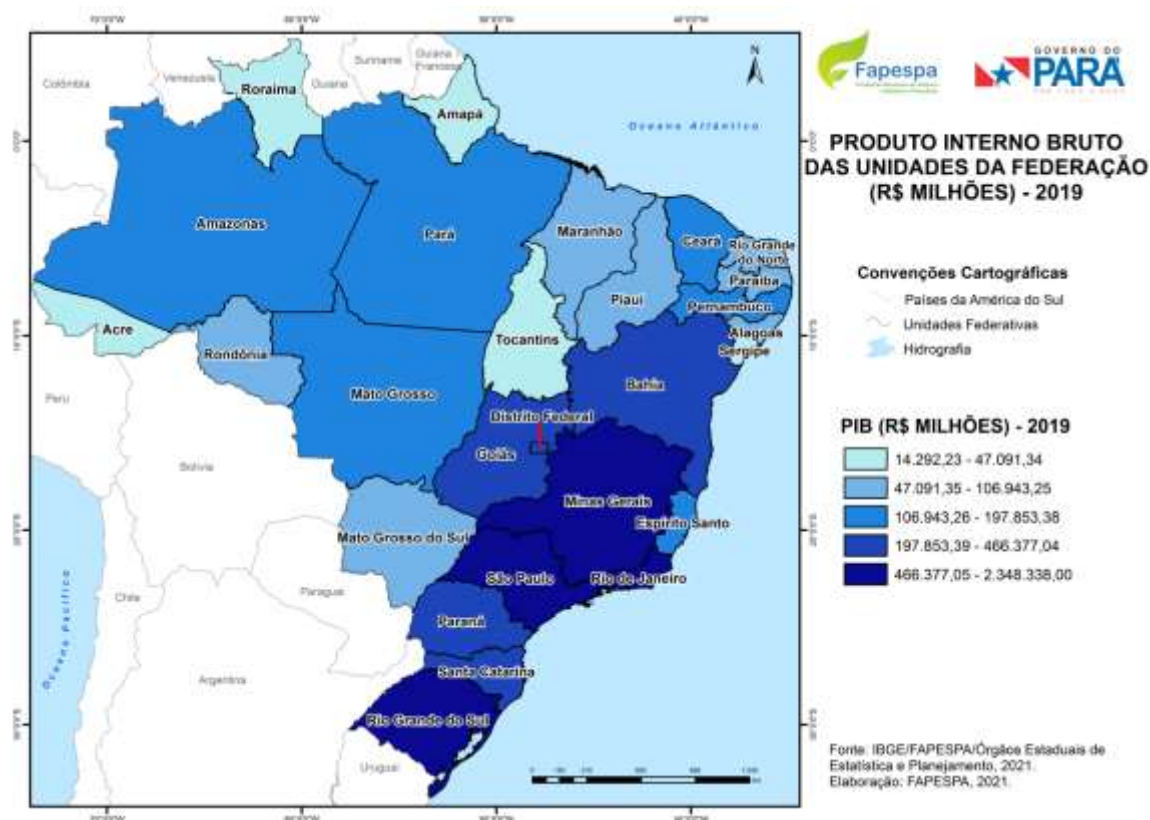 Fapespa
GOVERNO DO
PARÁ
PRODUTO INTERNO BRUTO
DAS UNIDADES DA FEDERAÇÃO
(R$ MILHÕES) - 2019
Convenções Cartográficas
Países da América do Sul
Unidades Federativas
Hidrografia
PIB (R$ MILHÕES) - 2019
14.292,23 - 47.091,34
47.091,35 - 106.943,25
106.943,26 - 197.853,38
197.853,39 - 466.377,04
466.377,05 - 2.348.338,00
Fonte: IBGE/FAPESPA/Órgãos Estaduais de
Estatística e Planejamento, 2021.
Elaboração: FAPESPA, 2021.
N
Colômbia
Venezuela
Guiana
Suriname
Guiana
Francesa
Oceano Atlântico
Roraima
Amapá
Amazonas
Pará
Maranhão
Ceará
Rio Grande
do Norte
Paraíba
Piauí
Pernambuco
Alagoas
Sergipe
Acre
Rondônia
Tocantins
Bahia
Mato Grosso
Distrito Federal
Goiás
Peru
Bolívia
Minas Gerais
Espírito Santo
Mato Grosso do Sul
São Paulo
Rio de Janeiro
Paraguai
Chile
Oceano Pacífico
Paraná
Santa Catarina
Argentina
Rio Grande do Sul
Uruguai